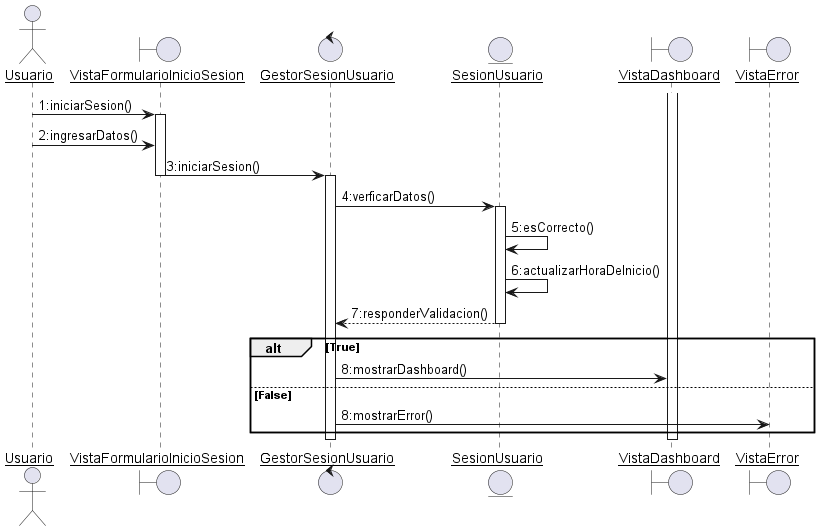 Usuario
VistaFormularioInicioSesion
GestorSesionUsuario
SesionUsuario
VistaDashboard
VistaError
1:iniciarSesion()
2:ingresarDatos()
3:iniciarSesion()
4:verficarDatos()
5:esCorrecto()
6:actualizarHoraDeInicio()
7:responderValidacion()
alt
[True]
8:mostrarDashboard()
[False]
8:mostrarError()
Usuario
VistaFormularioInicioSesion
GestorSesionUsuario
SesionUsuario
VistaDashboard
VistaError